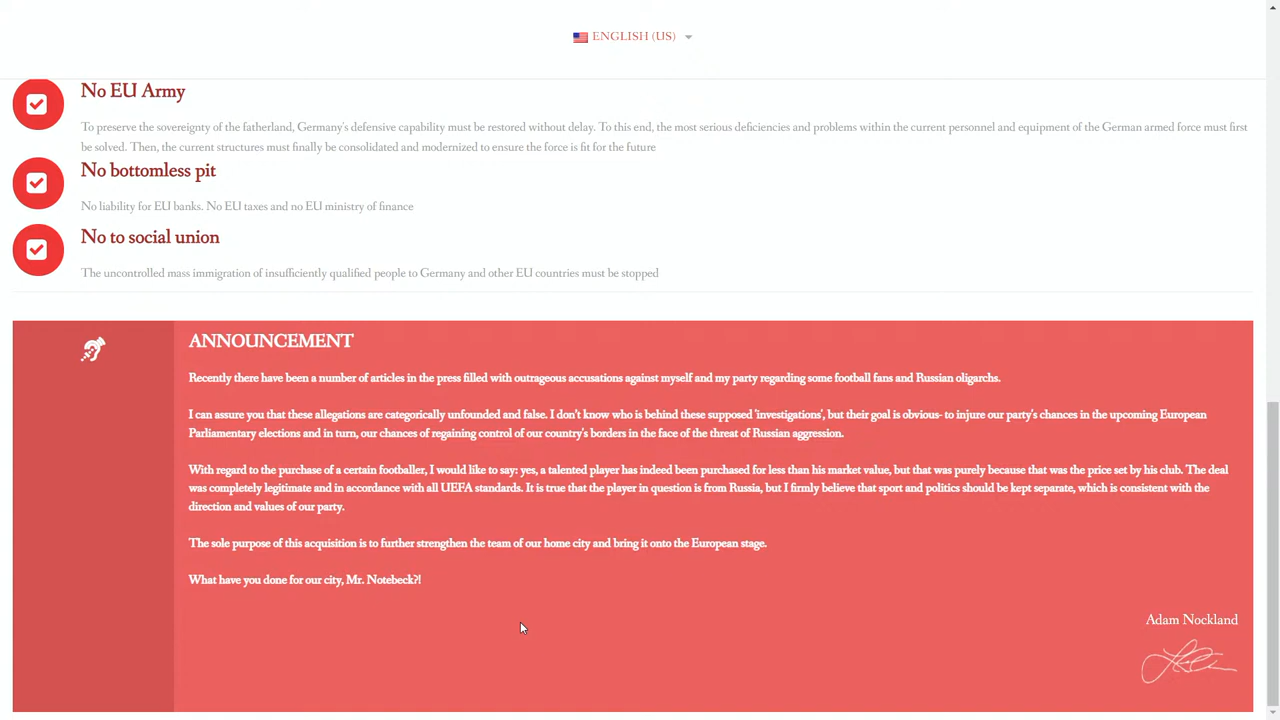 ENGLISH (US)
No EU Army
To preserve the sovereignty of the fatherland, Germany's defensive capability must be restored without delay. To this end, the most serious deficiencies and problems within the current personnel and equipment of the German armed force must first
be solved. Then, the current structures must finally be consolidated and modernized to ensure the force is fit for the future
No bottomless pit
No liability for EU banks. No EU taxes and no EU ministry of finance
No to social union
The uncontrolled mass immigration of insufficiently qualified people to Germany and other EU countries must be stopped
ANNOUNCEMENT
Recently there have been a number of articles in the press filled with outrageous accusations against myself and my party regarding some football fans and Russian oligarchs.
I can assure you that these allegations are categorically unfounded and false. I don't know who is behind these supposed 'investigations', but their goal is obvious- to injure our party's chances in the upcoming European
Parliamentary elections and in turn, our chances of regaining control of our country's borders in the face of the threat of Russian aggression.
With regard to the purchase of a certain footballer, I would like to say: yes, a talented player has indeed been purchased for less than his market value, but that was purely because that was the price set by his club. The deal
was completely legitimate and in accordance with all UEFA standards. It is true that the player in question is from Russia, but I firmly believe that sport and politics should be kept separate, which is consistent with the
direction and values of our party.
The sole purpose of this acquisition is to further strengthen the team of our home city and bring it onto the European stage.
What have you done for our city, Mr. Notebeck?!
Adam Nockland